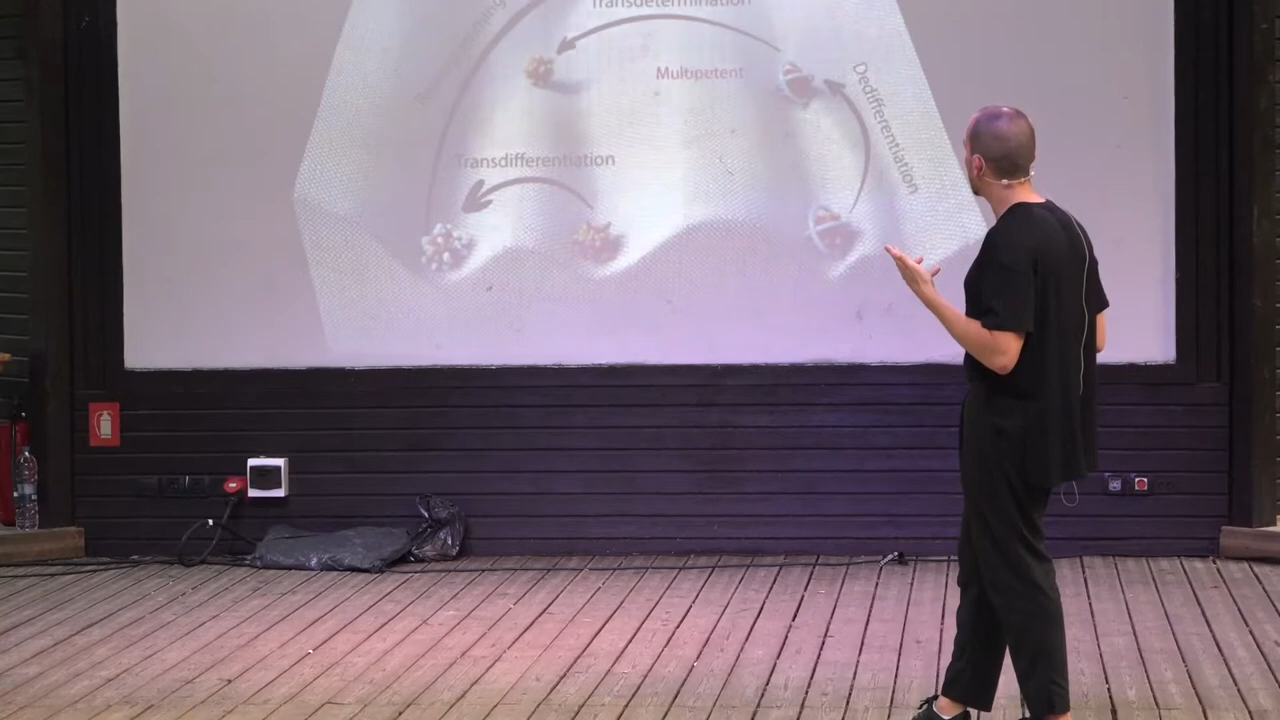 Transdetermination
Multipotent
Dedifferentiation
Transdifferentiation